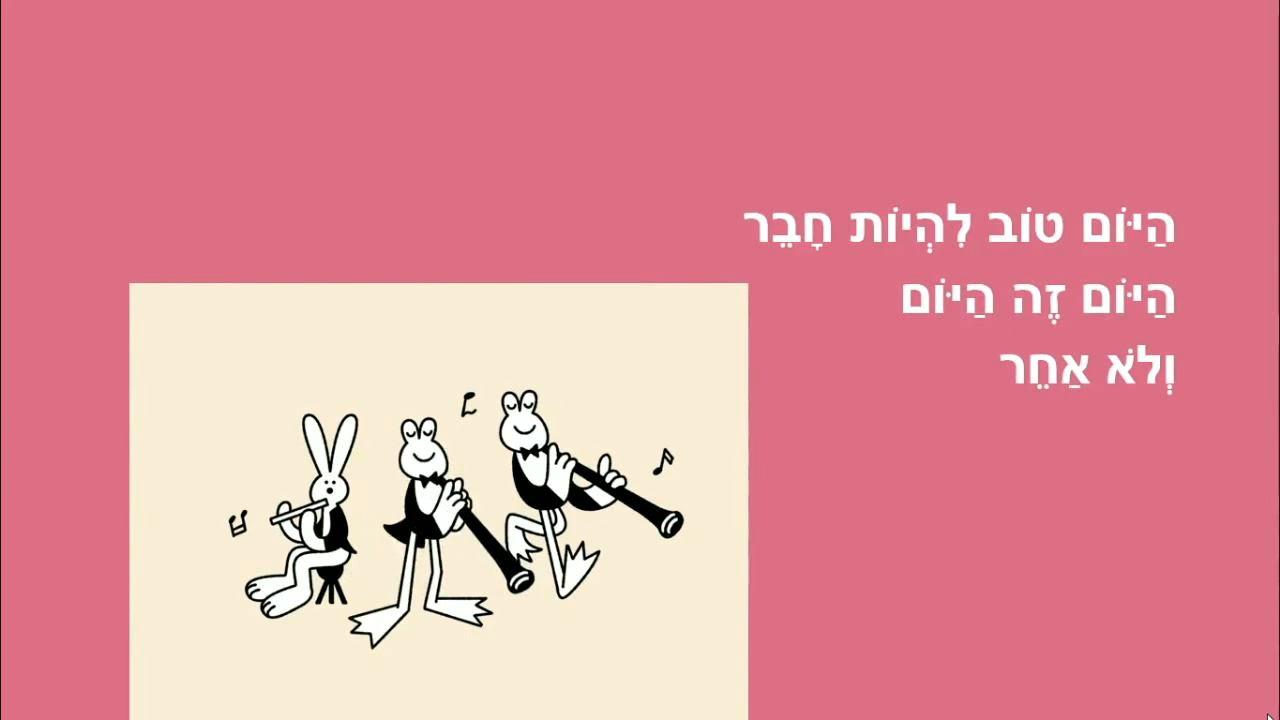 הַיּוֹם טוֹב לִהְיוֹת חָבֵר
הַיּוֹם זֶה הַיּוֹם
וְלֹא אַחֵר